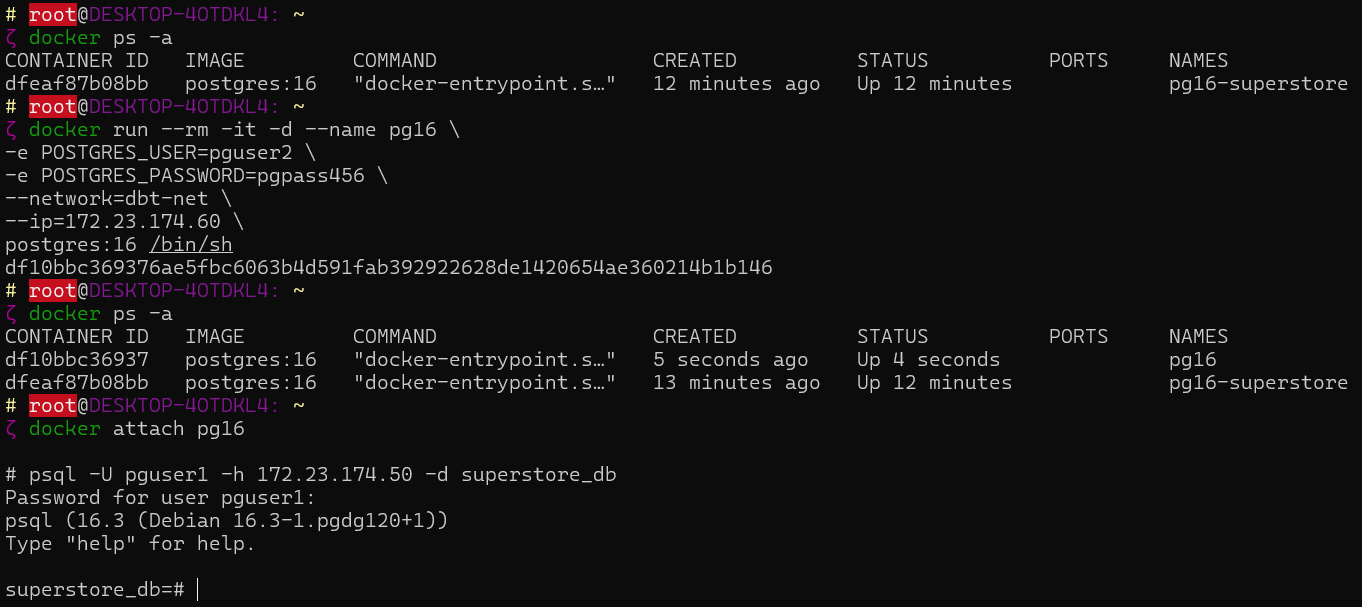 # root@DESKTOP-4OTDKL4: ~
ζ docker ps -a
CONTAINER ID   IMAGE         COMMAND                  CREATED          STATUS          PORTS     NAMES
dfeaf87b08bb   postgres:16   "docker-entrypoint.s…"   12 minutes ago   Up 12 minutes             pg16-superstore
# root@DESKTOP-4OTDKL4: ~
ζ docker run --rm -it -d --name pg16 \
-e POSTGRES_USER=pguser2 \
-e POSTGRES_PASSWORD=pgpass456 \
--network=dbt-net \
--ip=172.23.174.60 \
postgres:16 /bin/sh
df10bbc369376ae5fbc6063b4d591fab392922628de1420654ae360214b1b146
# root@DESKTOP-4OTDKL4: ~
ζ docker ps -a
CONTAINER ID   IMAGE         COMMAND                  CREATED          STATUS          PORTS     NAMES
df10bbc36937   postgres:16   "docker-entrypoint.s…"   5 seconds ago    Up 4 seconds              pg16
dfeaf87b08bb   postgres:16   "docker-entrypoint.s…"   13 minutes ago   Up 12 minutes             pg16-superstore
# root@DESKTOP-4OTDKL4: ~
ζ docker attach pg16
# psql -U pguser1 -h 172.23.174.50 -d superstore_db
Password for user pguser1:
psql (16.3 (Debian 16.3-1.pgdg120+1))
Type "help" for help.
superstore_db=#